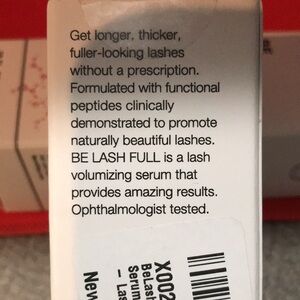 Get longer, thicker,
fuller-looking lashes
without a prescription.
Formulated with functional
peptides clinically
demonstrated to promote
naturally beautiful lashes.
BE LASH FULL is a lash
volumizing serum that
provides amazing results.
Ophthalmologist tested.
X002
BeLash
Serum
– Las
New